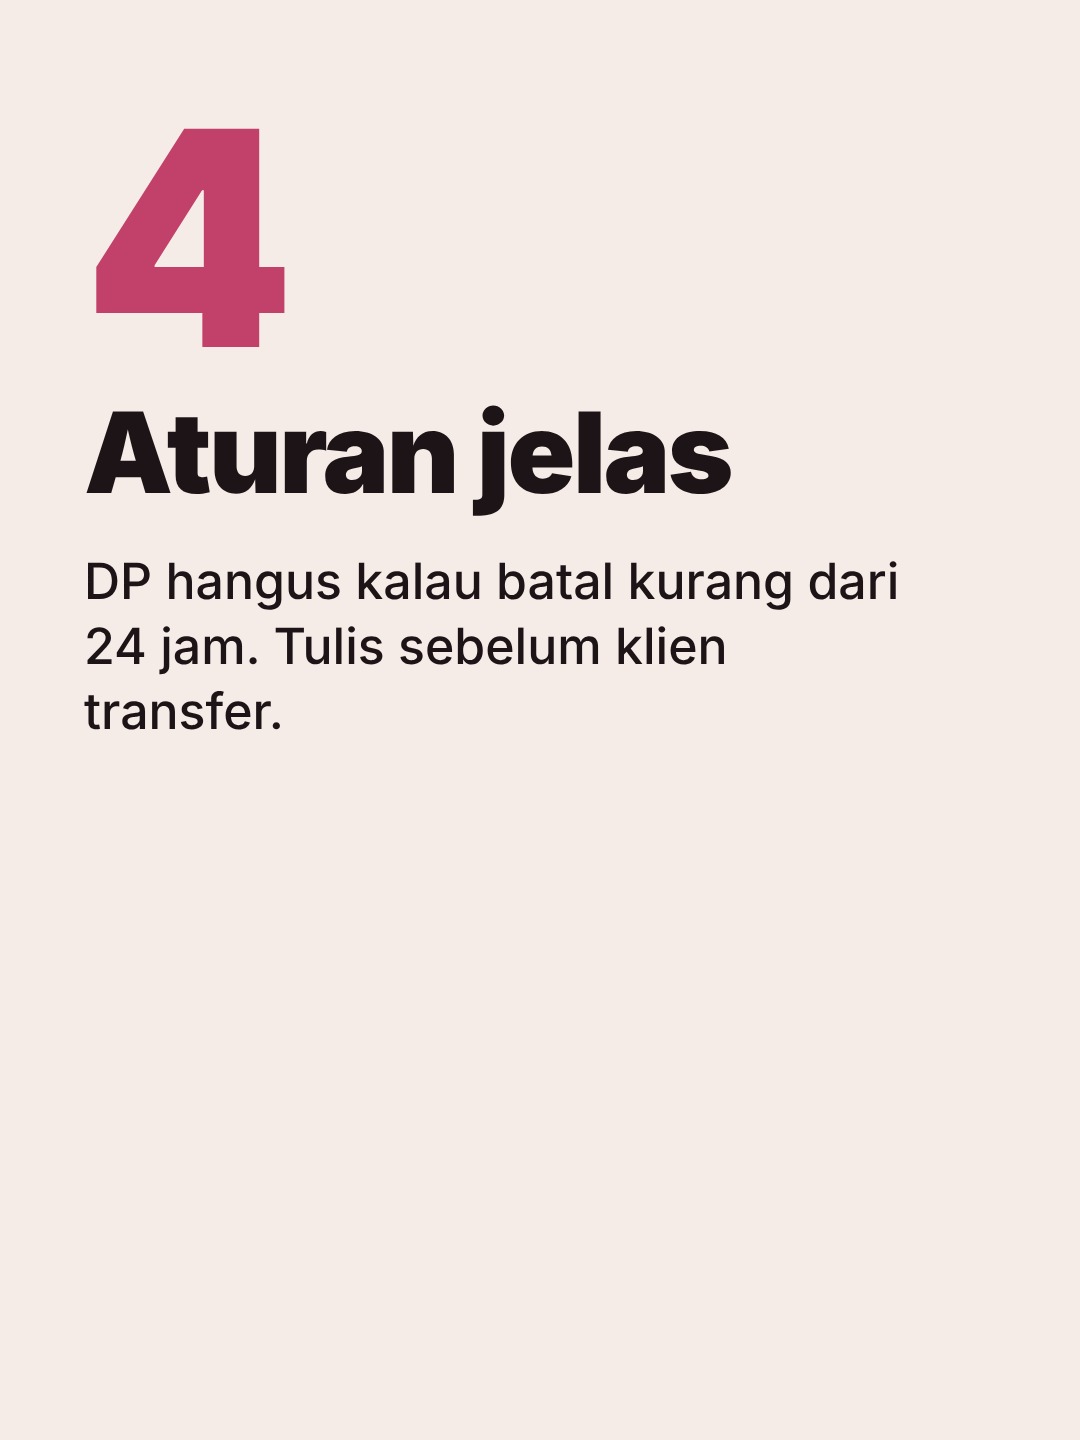 4
Aturan jelas
DP hangus kalau batal kurang dari
24 jam. Tulis sebelum klien
transfer.